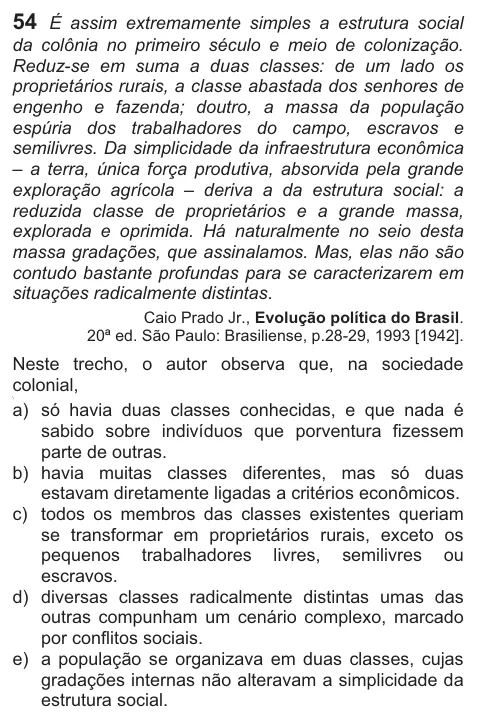 54 É assim extremamente simples a estrutura social
da colônia no primeiro século e meio de colonização.
Reduz-se em suma a duas classes: de um lado os
proprietários rurais, a classe abastada dos senhores de
engenho e fazenda; doutro, a massa da população
espúria dos trabalhadores do campo, escravos e
semilivres. Da simplicidade da infraestrutura econômica
– a terra, única força produtiva, absorvida pela grande
exploração agrícola – deriva a da estrutura social: a
reduzida classe de proprietários e a grande massa,
explorada e oprimida. Há naturalmente no seio desta
massa gradações, que assinalamos. Mas, elas não são
contudo bastante profundas para se caracterizarem em
situações radicalmente distintas.
Caio Prado Jr., Evolução política do Brasil.
20ª ed. São Paulo: Brasiliense, p.28-29, 1993 [1942].
Neste trecho, o autor observa que, na sociedade
colonial,
a) só havia duas classes conhecidas, e que nada é
sabido sobre indivíduos que porventura fizessem
parte de outras.
b) havia muitas classes diferentes, mas só duas
estavam diretamente ligadas a critérios econômicos.
c) todos os membros das classes existentes queriam
se transformar em proprietários rurais, exceto os
pequenos trabalhadores livres, semilivres ou
escravos.
d) diversas classes radicalmente distintas umas das
outras compunham um cenário complexo, marcado
por conflitos sociais.
e) a população se organizava em duas classes, cujas
gradações internas não alteravam a simplicidade da
estrutura social.